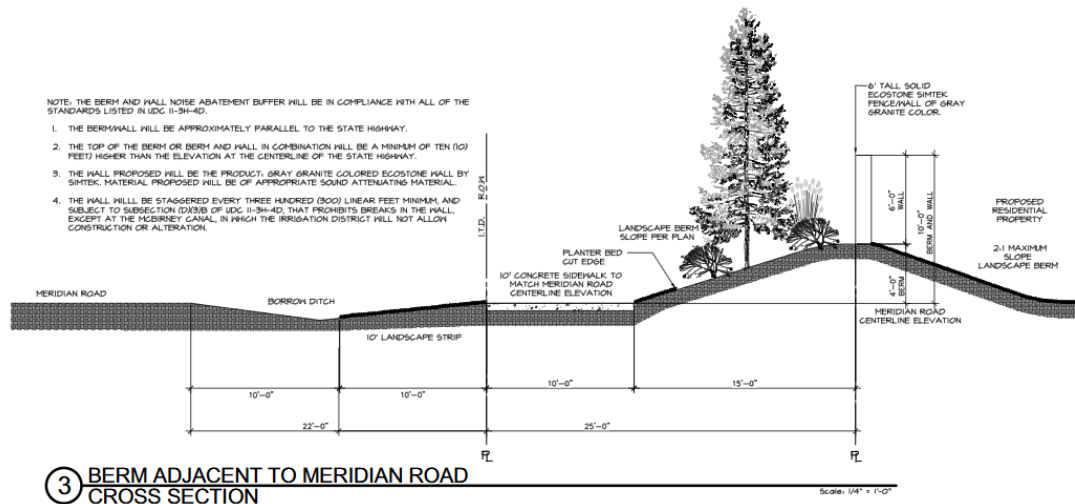 NOTE: THE BERM AND WALL NOISE ABATEMENT BUFFER WILL BE IN COMPLIANCE WITH ALL OF THE
STANDARDS LISTED IN UDC 11-3H-4D.
1. THE BERM/WALL WILL BE APPROXIMATELY PARALLEL TO THE STATE HIGHWAY.
2. THE TOP OF THE BERM OR BERM AND WALL IN COMBINATION WILL BE A MINIMUM OF TEN (10)
FEET) HIGHER THAN THE ELEVATION AT THE CENTERLINE OF THE STATE HIGHWAY.
3. THE WALL PROPOSED WILL BE THE PRODUCT: GRAY GRANITE COLORED ECOSTONE WALL BY
SIMTEK. MATERIAL PROPOSED WILL BE OF APPROPRIATE SOUND ATTENUATING MATERIAL.
4. THE WALL WILLL BE STAGGERED EVERY THREE HUNDRED (300) LINEAR FEET MINIMUM, AND
SUBJECT TO SUBSECTION (D)(3)B OF UDC 11-3H-4D, THAT PROHIBITS BREAKS IN THE WALL,
EXCEPT AT THE MCBIRNEY CANAL, IN WHICH THE IRRIGATION DISTRICT WILL NOT ALLOW
CONSTRUCTION OR ALTERATION.
I.T.D. R.O.W
6' TALL SOLID
ECOSTONE SIMTEK
FENCE/WALL OF GRAY
GRANITE COLOR.
6'-0"
WALL
10'-0"
BERM AND WALL
4'-0"
BERM
PROPOSED
RESIDENTIAL
PROPERTY
2:1 MAXIMUM
SLOPE
LANDSCAPE BERM
LANDSCAPE BERM
SLOPE PER PLAN
PLANTER BED
CUT EDGE
10' CONCRETE SIDEWALK TO
MATCH MERIDIAN ROAD
CENTERLINE ELEVATION
MERIDIAN ROAD
BORROW DITCH
10' LANDSCAPE STRIP
MERIDIAN ROAD
CENTERLINE ELEVATION
10'-0"
10'-0"
10'-0"
15'-0"
22'-0"
25'-0"
PL
PL
3 BERM ADJACENT TO MERIDIAN ROAD
CROSS SECTION
Scale: 1/4" = 1'-0"